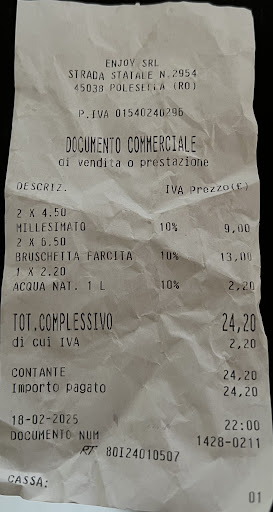 ENJOY SRL
STRADA STATALE N.2954
45038 POLESELLA (RO)
P.IVA 01540240296
DOCUMENTO COMMERCIALE
di vendita o prestazione
DESCRIZ. IVA Prezzo(€)
2 X 4.50
MILLESIMATO 10% 9,00
2 X 6.50
BRUSCHETTA FARCITA 10% 13,00
1 X 2.20
ACQUA NAT. 1 L 10% 2,20
TOT.COMPLESSIVO 24,20
di cui IVA 2,20
CONTANTE 24,20
Importo pagato 24,20
18-02-2025 22:00
DOCUMENTO NUM 1428-0211
RT 80I24010507
CASSA: 01